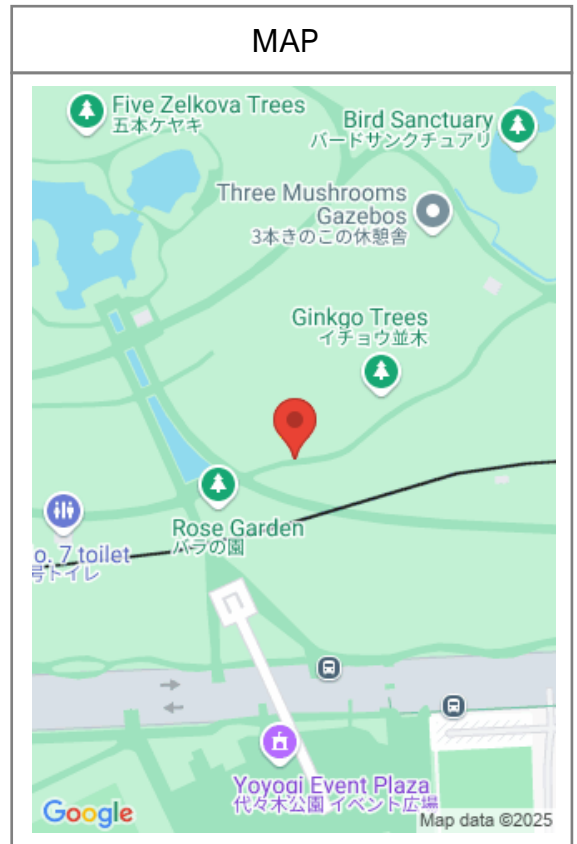 MAP
Five Zelkova Trees
五本ケヤキ
Bird Sanctuary
バードサンクチュアリ
Three Mushrooms
Gazebos
3本きのこの休憩舎
Ginkgo Trees
イチョウ並木
Rose Garden
バラの園
o. 7 toilet
号トイレ
Yoyogi Event Plaza
代々木公園 イベント広場
Google
Map data ©2025